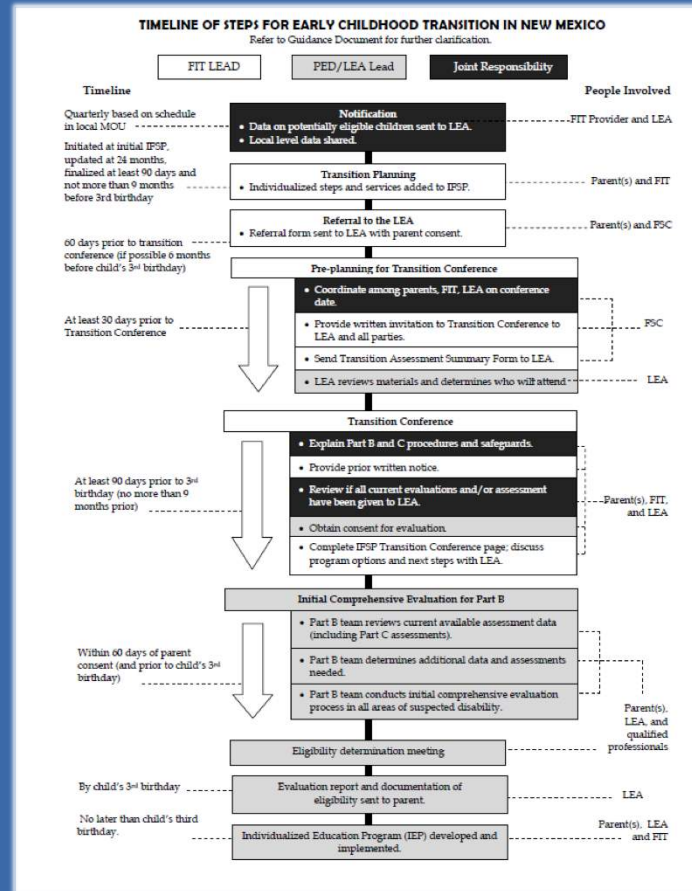 TIMELINE OF STEPS FOR EARLY CHILDHOOD TRANSITION IN NEW MEXICO
Refer to Guidance Document for further clarification.
FIT LEAD
PED/LEA Lead
Joint Responsibility
Timeline
People Involved
Quarterly based on schedule
in local MOU
Notification
• Data on potentially eligible children sent to LEA.
• Local level data shared.
FIT Provider and LEA
Initiated at initial IFSP,
updated at 24 months,
finalized at least 90 days and
not more than 9 months
before 3rd birthday
Transition Planning
• Individualized steps and services added to IFSP.
Parent(s) and FIT
Referral to the LEA
• Referral form sent to LEA with parent consent.
Parent(s) and FSC
60 days prior to transition
conference (if possible 6 months
before child's 3rd birthday)
Pre-planning for Transition Conference
At least 30 days prior to
Transition Conference
• Coordinate among parents, FIT, LEA on conference
date.
• Provide written invitation to Transition Conference to
LEA and all parties.
• Send Transition Assessment Summary Form to LEA.
FSC
• LEA reviews materials and determines who will attend
LEA
Transition Conference
At least 90 days prior to 3rd
birthday (no more than 9
months prior)
• Explain Part B and C procedures and safeguards.
• Provide prior written notice.
• Review if all current evaluations and/or assessment
have been given to LEA.
• Obtain consent for evaluation.
• Complete IFSP Transition Conference page; discuss
program options and next steps with LEA.
Parent(s), FIT,
and LEA
Initial Comprehensive Evaluation for Part B
Within 60 days of parent
consent (and prior to child's 3rd
birthday)
• Part B team reviews current available assessment data
(including Part C assessments).
• Part B team determines additional data and assessments
needed.
• Part B team conducts initial comprehensive evaluation
process in all areas of suspected disability.
Parent(s),
LEA, and
qualified
professionals
Eligibility determination meeting
By child's 3rd birthday
Evaluation report and documentation of
eligibility sent to parent.
LEA
No later than child's third
birthday.
Individualized Education Program (IEP) developed and
implemented.
Parent(s), LEA
and FIT